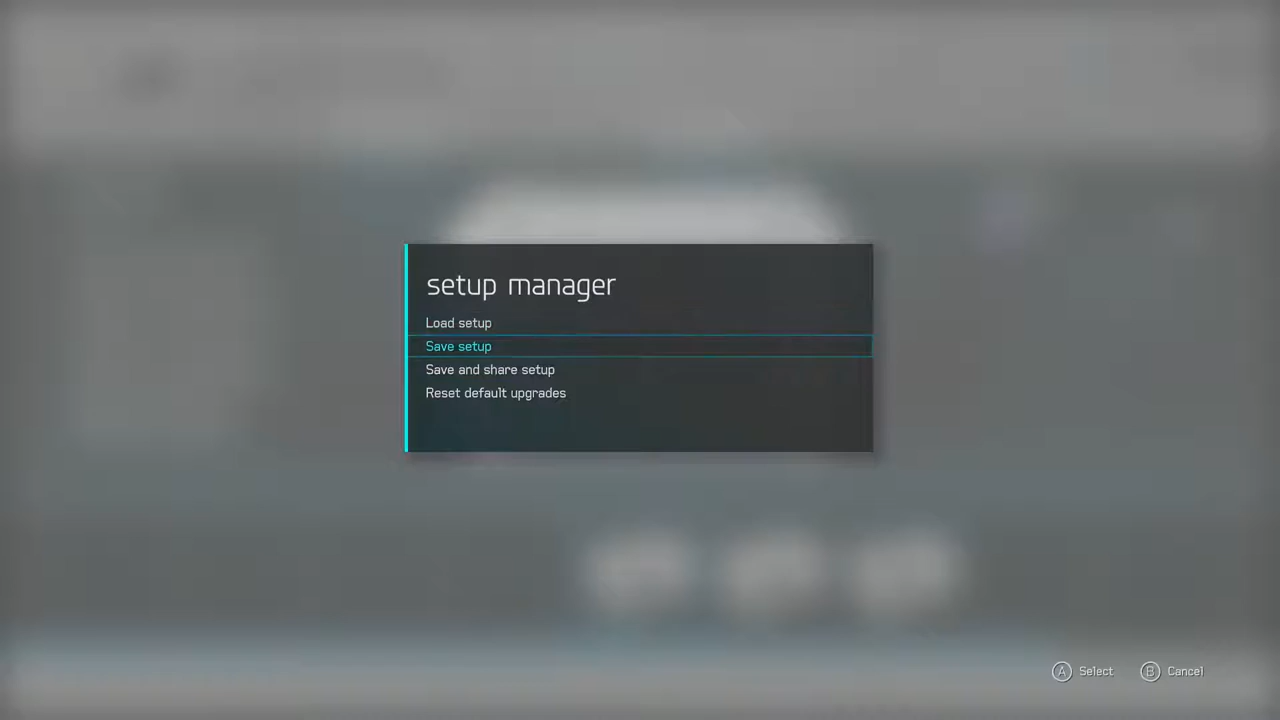 setup manager
Load setup
Save setup
Save and share setup
Reset default upgrades
A Select B Cancel